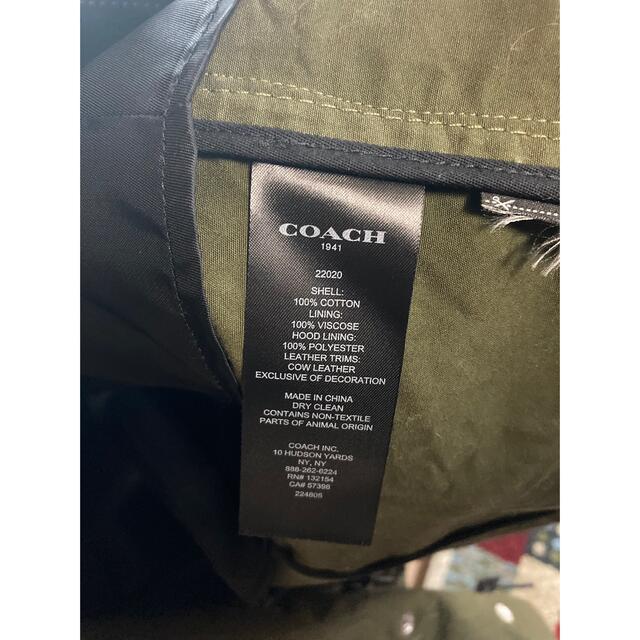 COACH
1941
22020
SHELL:
100% COTTON
LINING:
100% VISCOSE
HOOD LINING:
100% POLYESTER
LEATHER TRIMS:
COW LEATHER
EXCLUSIVE OF DECORATION
MADE IN CHINA
DRY CLEAN
CONTAINS NON-TEXTILE
PARTS OF ANIMAL ORIGIN
COACH INC.
10 HUDSON YARDS
NY, NY
888-262-6224
RN# 132154
CA# 57398
224805